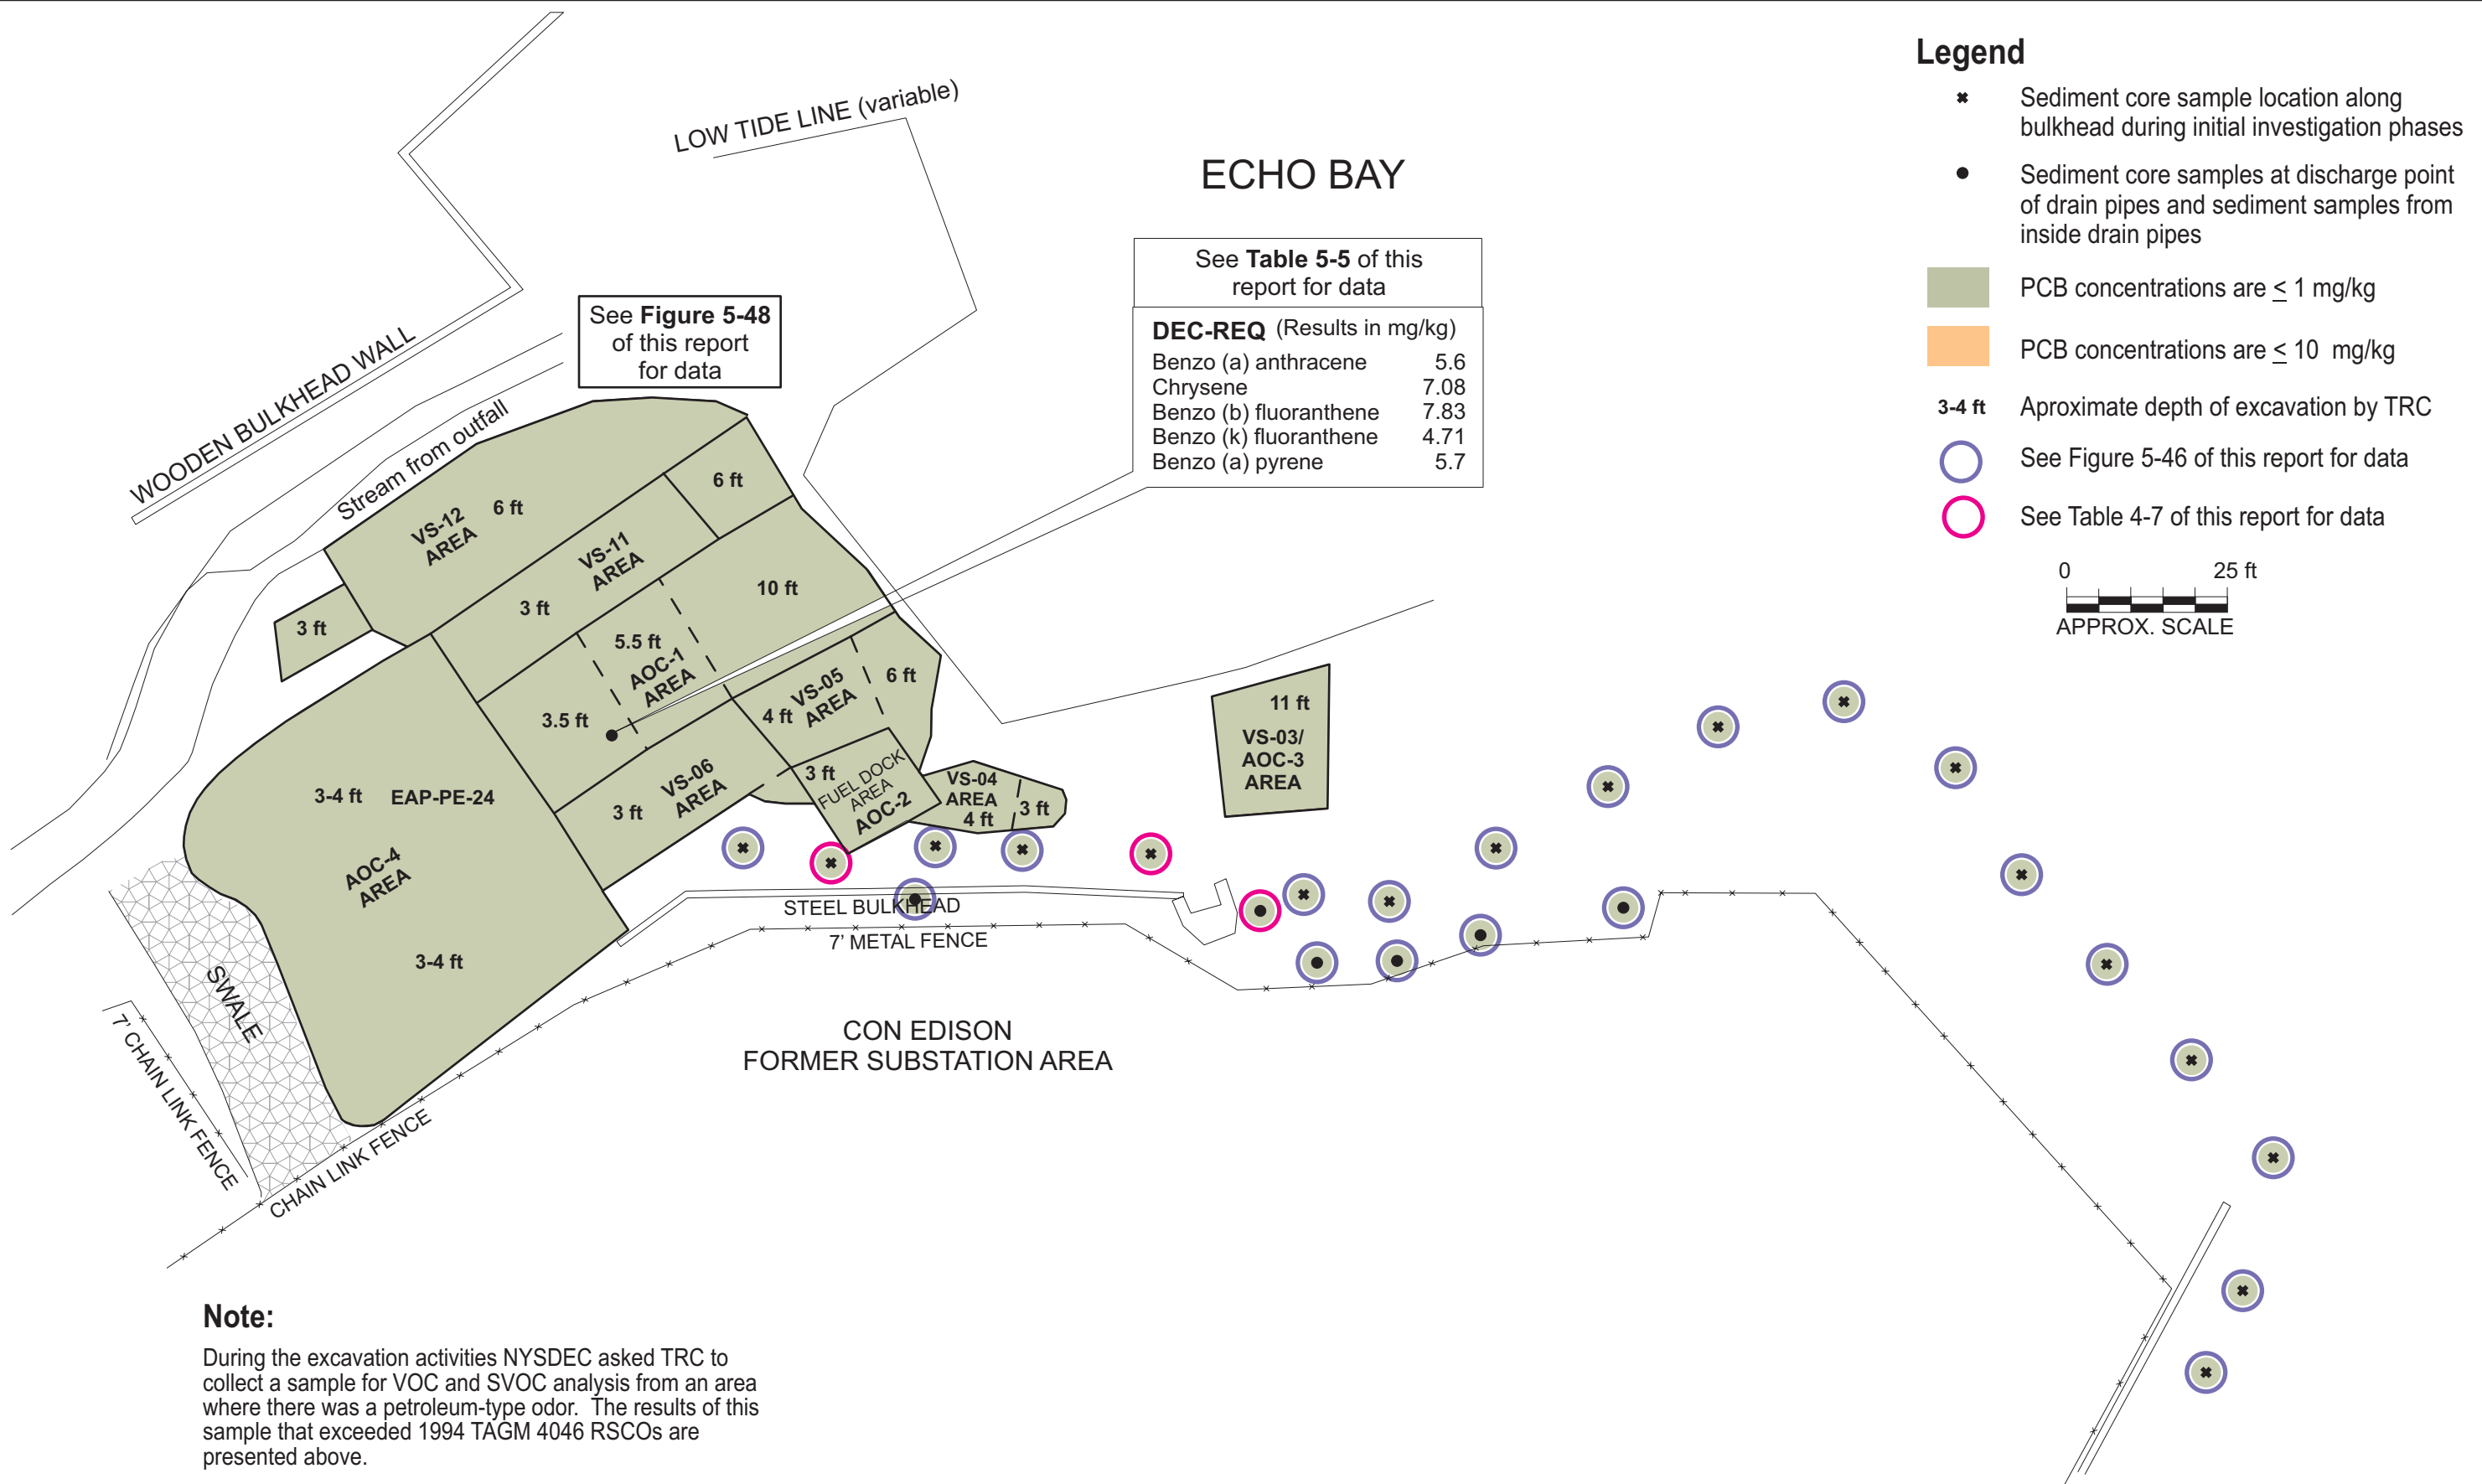 LOW TIDE LINE (variable)
ECHO BAY
WOODEN BULKHEAD WALL
Stream from outfall
See Figure 5-48
of this report
for data
See Table 5-5 of this
report for data
DEC-REQ (Results in mg/kg)
Benzo (a) anthracene 5.6
Chrysene 7.08
Benzo (b) fluoranthene 7.83
Benzo (k) fluoranthene 4.71
Benzo (a) pyrene 5.7
Legend
Sediment core sample location along
bulkhead during initial investigation phases
Sediment core samples at discharge point
of drain pipes and sediment samples from
inside drain pipes
PCB concentrations are ≤ 1 mg/kg
PCB concentrations are ≤ 10 mg/kg
3-4 ft Aproximate depth of excavation by TRC
See Figure 5-46 of this report for data
See Table 4-7 of this report for data
0 25 ft
APPROX. SCALE
VS-12
AREA
6 ft
6 ft
VS-11
AREA
3 ft
3 ft
10 ft
5.5 ft
AOC-1
AREA
3.5 ft
VS-05
AREA
4 ft
6 ft
VS-06
AREA
3 ft
3 ft
FUEL DOCK
AREA
AOC-2
VS-04
AREA
4 ft
3 ft
11 ft
VS-03/
AOC-3
AREA
3-4 ft EAP-PE-24
AOC-4
AREA
3-4 ft
STEEL BULKHEAD
7' METAL FENCE
SWALE
7' CHAIN LINK FENCE
CHAIN LINK FENCE
CON EDISON
FORMER SUBSTATION AREA
Note:
During the excavation activities NYSDEC asked TRC to
collect a sample for VOC and SVOC analysis from an area
where there was a petroleum-type odor. The results of this
sample that exceeded 1994 TAGM 4046 RSCOs are
presented above.